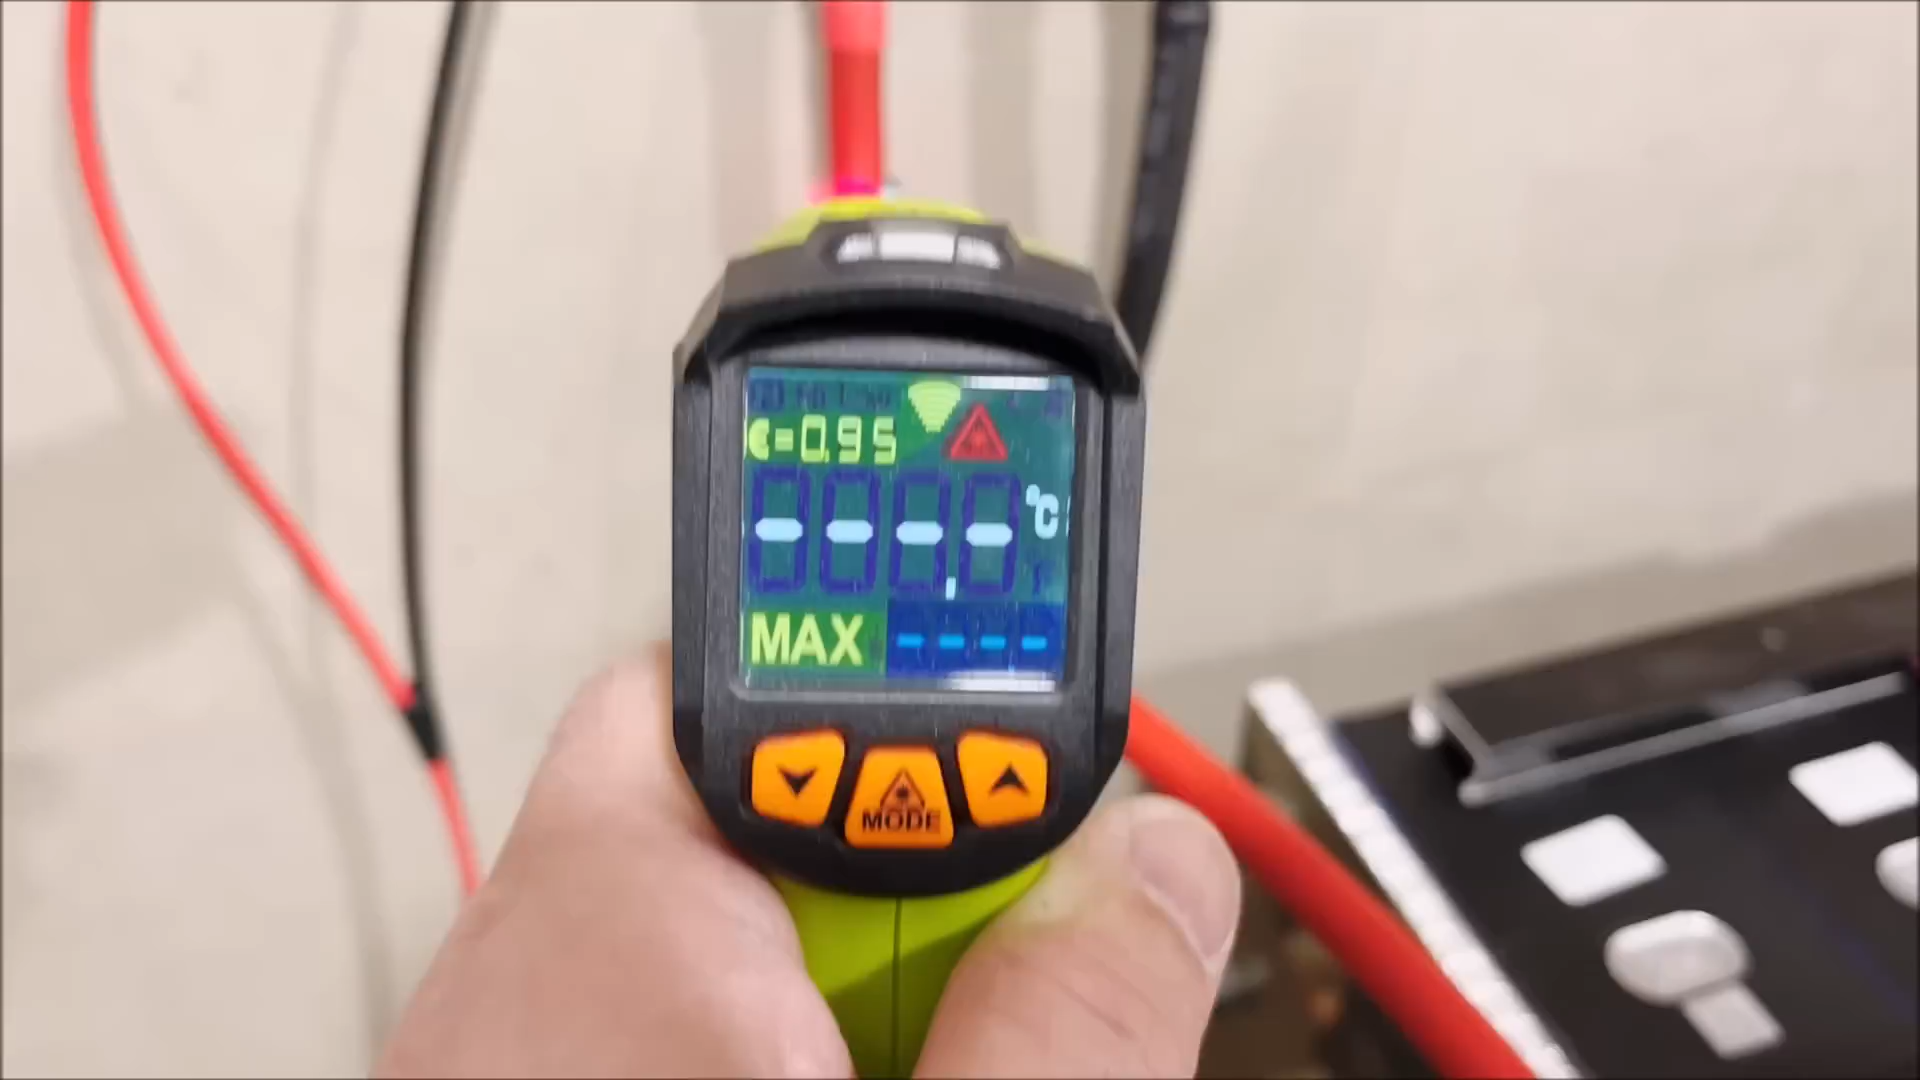 ε=0.95
----
°C
MAX ----
MODE